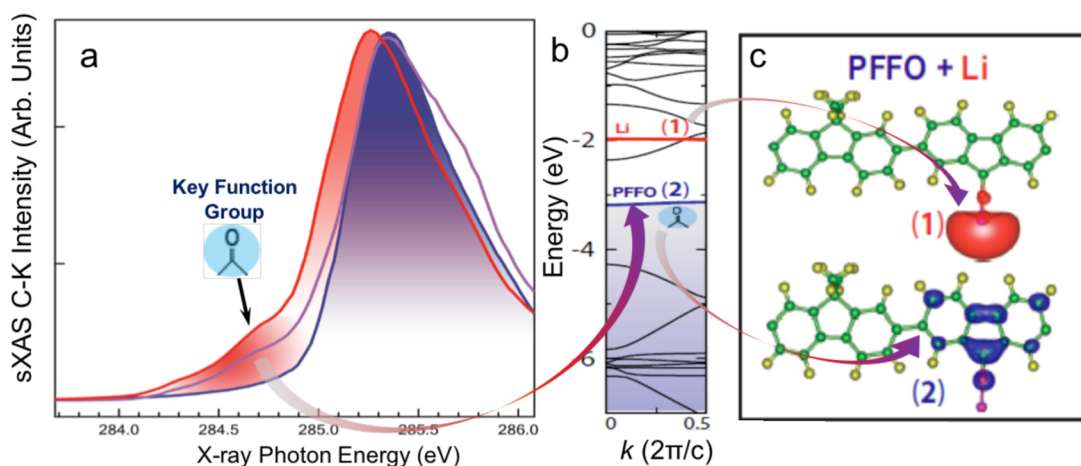 a
sXAS C-K Intensity (Arb. Units)
Key Function
Group
O
284.0
284.5
285.0
285.5
286.0
X-ray Photon Energy (eV)
b
Energy (eV)
0
-2
-4
-6
Li (1)
PFFO (2)
O
0
0.5
k (2π/c)
c
PFFO + Li
(1)
(2)